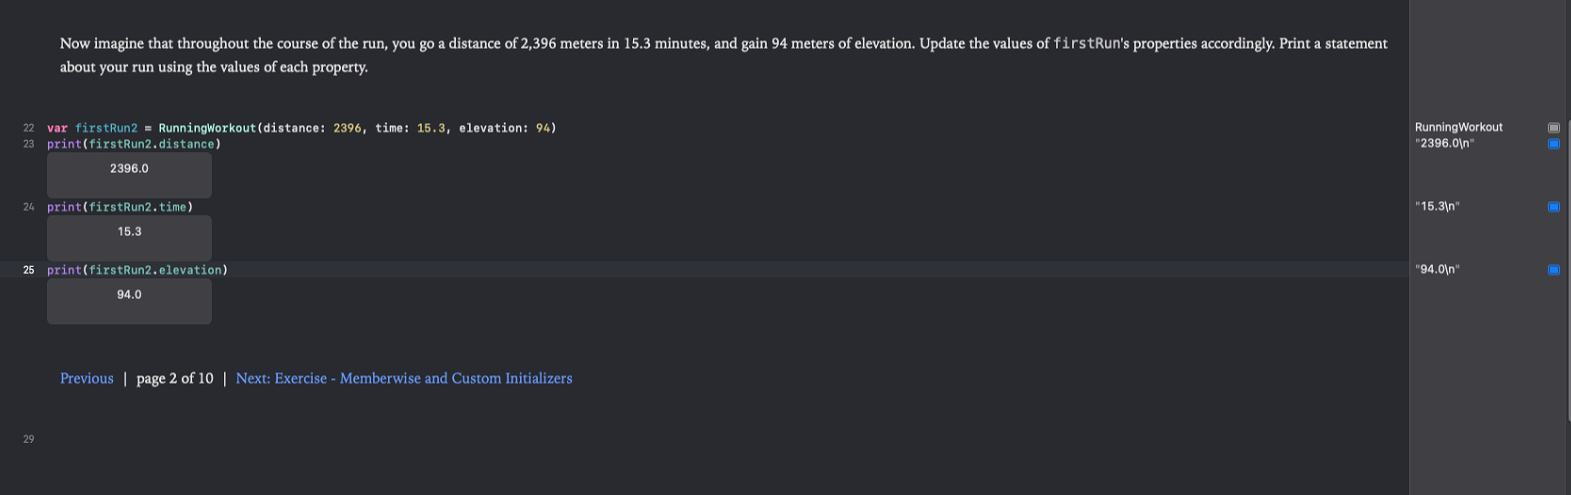 Now imagine that throughout the course of the run, you go a distance of 2,396 meters in 15.3 minutes, and gain 94 meters of elevation. Update the values of firstRun's properties accordingly. Print a statement
about your run using the values of each property.
22 var firstRun2 = RunningWorkout(distance: 2396, time: 15.3, elevation: 94) RunningWorkout
23 print(firstRun2.distance) "2396.0\n"
2396.0
24 print(firstRun2.time) "15.3\n"
15.3
25 print(firstRun2.elevation) "94.0\n"
94.0
Previous | page 2 of 10 | Next: Exercise - Memberwise and Custom Initializers
29